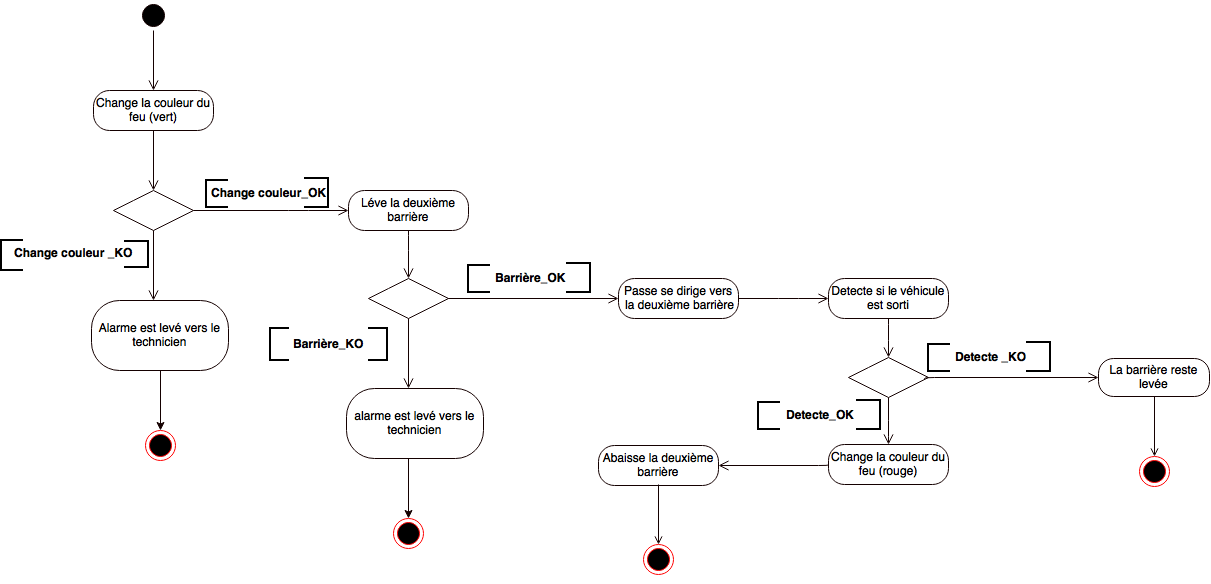 Change la couleur du
feu (vert)
Change couleur_OK
Change couleur _KO
Léve la deuxième
barrière
Alarme est levé vers le
technicien
Barrière_OK
Barrière_KO
Passe se dirige vers
la deuxième barrière
Detecte si le véhicule
est sorti
Detecte _KO
La barrière reste
levée
Detecte_OK
alarme est levé vers le
technicien
Change la couleur du
feu (rouge)
Abaisse la deuxième
barrière